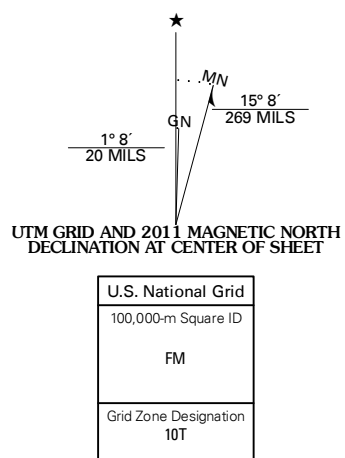 ★
MN
GN
15° 8´
269 MILS
1° 8´
20 MILS
UTM GRID AND 2011 MAGNETIC NORTH
DECLINATION AT CENTER OF SHEET
U.S. National Grid
100,000-m Square ID
FM
Grid Zone Designation
10T